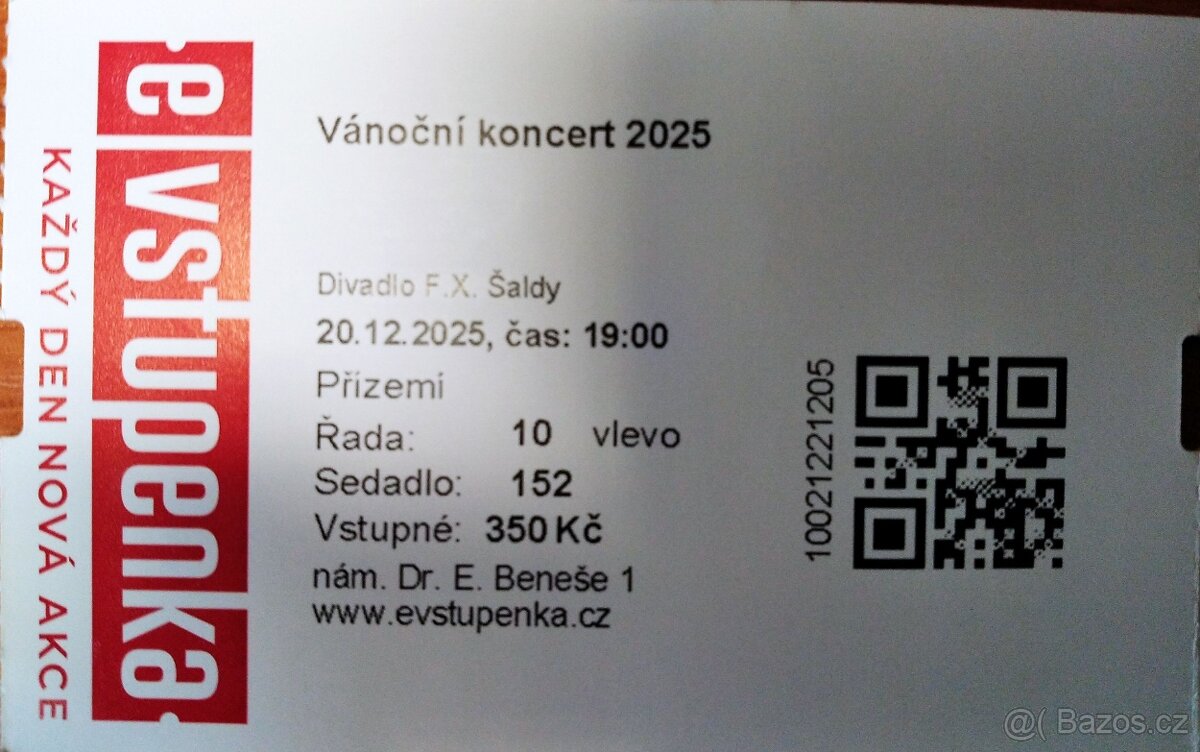 evstupenka
KAŽDÝ DEN NOVÁ AKCE
Vánoční koncert 2025
Divadlo F.X. Šaldy
20.12.2025, čas: 19:00
Přízemí
Řada: 10 vlevo
Sedadlo: 152
Vstupné: 350 Kč
nám. Dr. E. Beneše 1
www.evstupenka.cz
10021221205
@( Bazos.cz